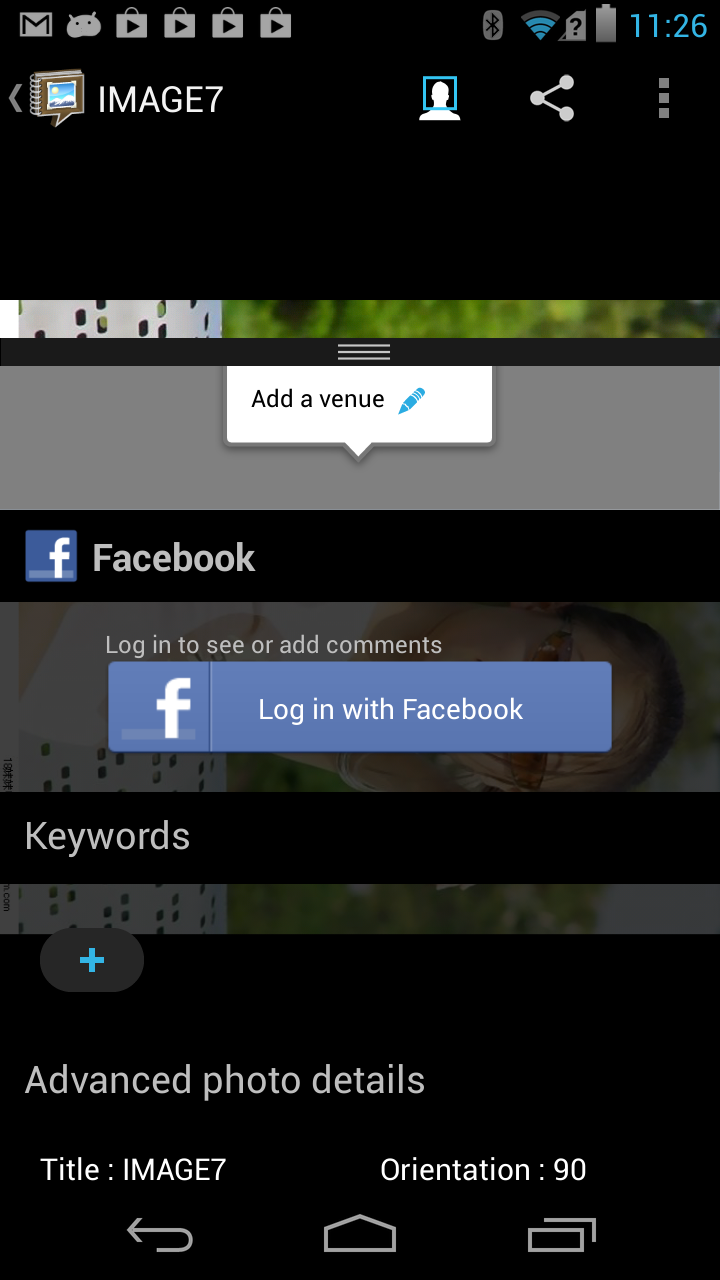 11:26
IMAGE7
Add a venue
Facebook
Log in to see or add comments
Log in with Facebook
Keywords
Advanced photo details
Title : IMAGE7
Orientation : 90